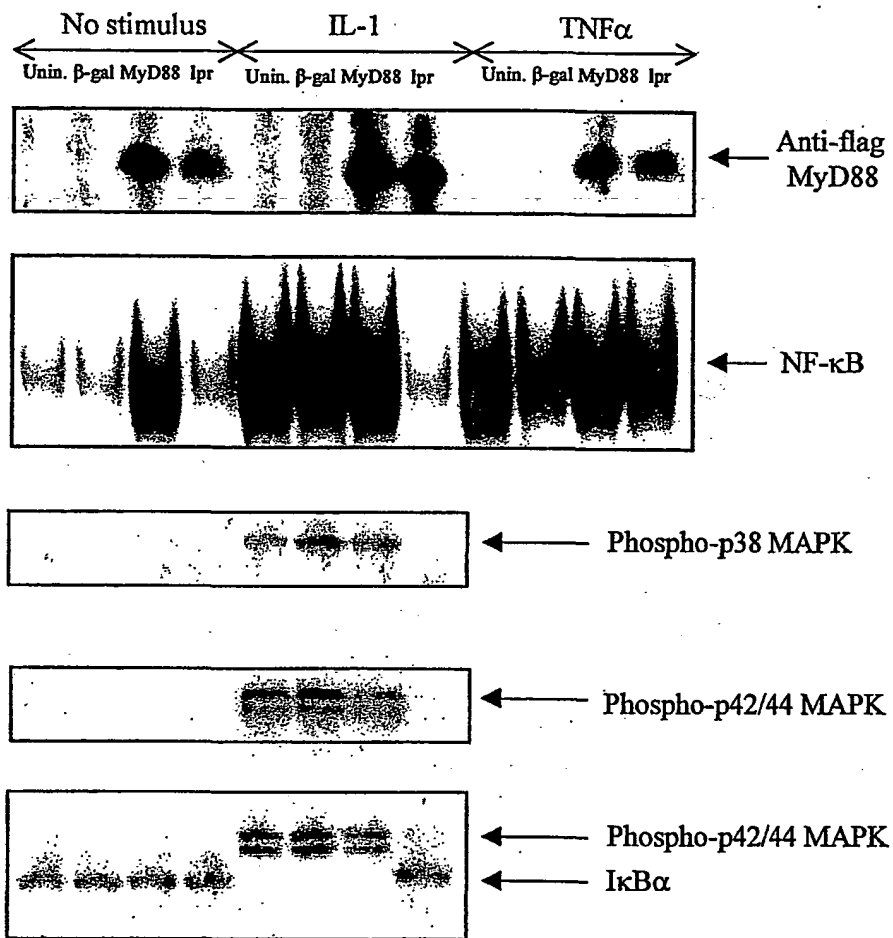 No stimulus IL-1 TNFα
Unin. β-gal MyD88 lpr Unin. β-gal MyD88 lpr Unin. β-gal MyD88 lpr
Anti-flag
MyD88
NF-κB
Phospho-p38 MAPK
Phospho-p42/44 MAPK
Phospho-p42/44 MAPK
IκBα